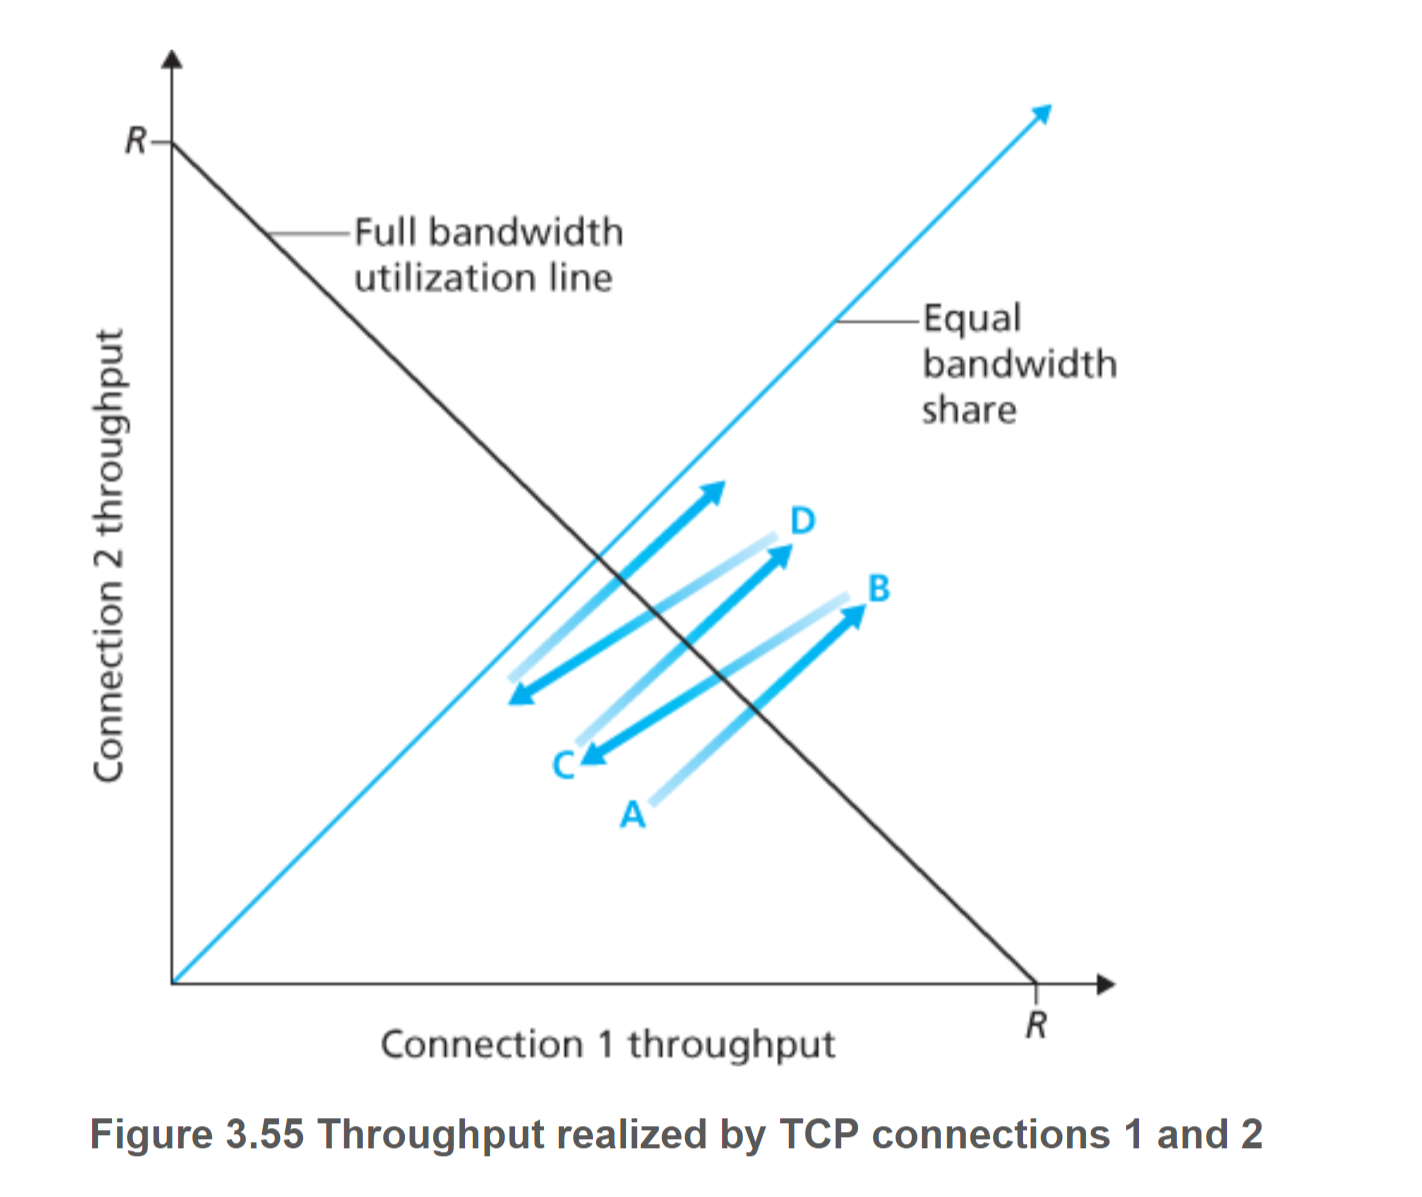 R
Full bandwidth
utilization line
Equal
bandwidth
share
Connection 2 throughput
D
B
C
A
R
Connection 1 throughput
Figure 3.55 Throughput realized by TCP connections 1 and 2